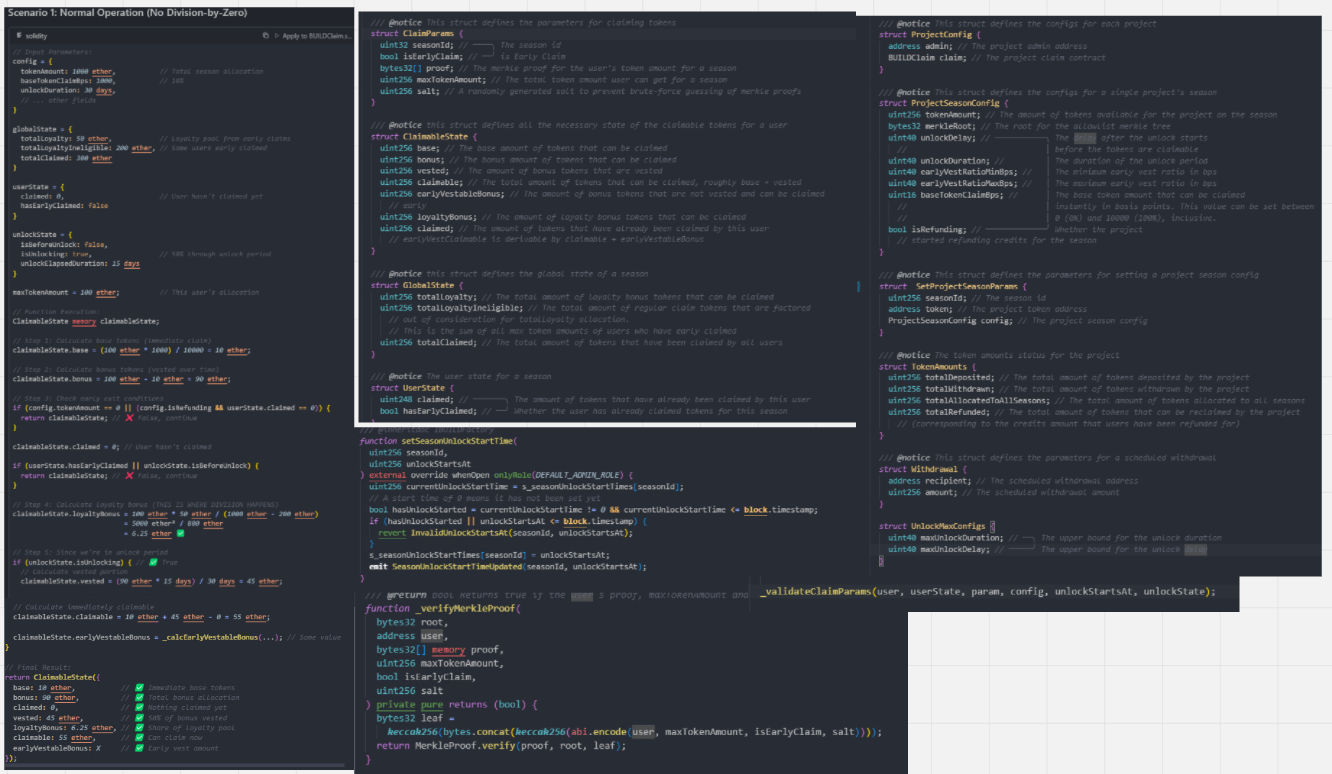 Scenario 1: Normal Operation (No Division-by-Zero)
solidity
Apply to BUILDClaim.s...
// Input Parameters:
config = {
tokenAmount: 1000 ether, // Total season allocation
baseTokenClaimBps: 1000, // 10%
unlockDuration: 30 days,
// ... other fields
}
globalState = {
totalLoyalty: 50 ether, // Loyalty pool from early claims
totalLoyaltyIneligible: 200 ether, // Some users early claimed
totalClaimed: 300 ether
}
userState = {
claimed: 0, // User hasn't claimed yet
hasEarlyClaimed: false
}
unlockState = {
isBeforeUnlock: false,
isUnlocking: true, // 50% through unlock period
unlockElapsedDuration: 15 days
}
maxTokenAmount = 100 ether; // This user's allocation
// Function Execution:
ClaimableState memory claimableState;
// Step 1: Calculate base tokens (immediate claim)
claimableState.base = (100 ether * 1000) / 10000 = 10 ether;
// Step 2: Calculate bonus tokens (vested over time)
claimableState.bonus = 100 ether - 10 ether = 90 ether;
// Step 3: Check early exit conditions
if (config.tokenAmount == 0 || (config.isRefunding && userState.claimed == 0)) {
return claimableState; // ❌ False, continue
}
claimableState.claimed = 0; // User hasn't claimed
if (userState.hasEarlyClaimed || unlockState.isBeforeUnlock) {
return claimableState; // ❌ False, continue
}
// Step 4: Calculate loyalty bonus (THIS IS WHERE DIVISION HAPPENS)
claimableState.loyaltyBonus = 100 ether * 50 ether / (1000 ether - 200 ether)
= 5000 ether² / 800 ether
= 6.25 ether ✅
// Step 5: Since we're in unlock period
if (unlockState.isUnlocking) { // ✅ True
// Calculate vested portion
claimableState.vested = (90 ether * 15 days) / 30 days = 45 ether;
// Calculate immediately claimable
claimableState.claimable = 10 ether + 45 ether - 0 = 55 ether;
claimableState.earlyVestableBonus = _calcEarlyVestableBonus(...); // Some value
}
// Final Result:
return ClaimableState({
base: 10 ether, // ✅ Immediate base tokens
bonus: 90 ether, // ✅ Total bonus allocation
claimed: 0, // ✅ Nothing claimed yet
vested: 45 ether, // ✅ 50% of bonus vested
loyaltyBonus: 6.25 ether, // ✅ Share of loyalty pool
claimable: 55 ether, // ✅ Can claim now
earlyVestableBonus: X // ✅ Early vest amount
});
/// @notice This struct defines the parameters for claiming tokens
struct ClaimParams {
uint32 seasonId; // ───╮ The season id
bool isEarlyClaim; // ──╯ is Early Claim
bytes32[] proof; // The merkle proof for the user's token amount for a season
uint256 maxTokenAmount; // The total token amount user can get for a season
uint256 salt; // A randomly generated salt to prevent brute-force guessing of merkle proofs
}
/// @notice this struct defines all the necessary state of the claimable tokens for a user
struct ClaimableState {
uint256 base; // The base amount of tokens that can be claimed
uint256 bonus; // The bonus amount of tokens that can be claimed
uint256 vested; // The amount of bonus tokens that are vested
uint256 claimable; // The total amount of tokens that can be claimed, roughly base + vested
uint256 earlyVestableBonus; // The amount of bonus tokens that are not vested and can be claimed
// early
uint256 loyaltyBonus; // The amount of loyalty bonus tokens that can be claimed
uint256 claimed; // The amount of tokens that have already been claimed by this user
// earlyVestClaimable is derivable by claimable + earlyVestableBonus
}
/// @notice this struct defines the global state of a season
struct GlobalState {
uint256 totalLoyalty; // The total amount of loyalty bonus tokens that can be claimed
uint256 totalLoyaltyIneligible; // The total amount of regular claim tokens that are factored
// out of consideration for totalLoyalty allocation.
// This is the sum of all max token amounts of users who have early claimed
uint256 totalClaimed; // The total amount of tokens that have been claimed by all users
}
/// @notice The user state for a season
struct UserState {
uint248 claimed; // ───╮ The amount of tokens that have already been claimed by this user
bool hasEarlyClaimed; // ──╯ Whether the user has already claimed tokens for this season
/// @inheritdoc IBUILDFactory
function setSeasonUnlockStartTime(
uint256 seasonId,
uint256 unlockStartsAt
) external override whenOpen onlyRole(DEFAULT_ADMIN_ROLE) {
uint256 currentUnlockStartTime = s_seasonUnlockStartTimes[seasonId];
// A start time of 0 means it has not been set yet
bool hasUnlockStarted = currentUnlockStartTime != 0 && currentUnlockStartTime <= block.timestamp;
if (hasUnlockStarted || unlockStartsAt <= block.timestamp) {
revert InvalidUnlockStartsAt(seasonId, unlockStartsAt);
}
s_seasonUnlockStartTimes[seasonId] = unlockStartsAt;
emit SeasonUnlockStartTimeUpdated(seasonId, unlockStartsAt);
}
/// @return bool Returns true if the user's proof, maxTokenAmount and
function _verifyMerkleProof(
bytes32 root,
address user,
bytes32[] memory proof,
uint256 maxTokenAmount,
bool isEarlyClaim,
uint256 salt
) private pure returns (bool) {
bytes32 leaf =
keccak256(bytes.concat(keccak256(abi.encode(user, maxTokenAmount, isEarlyClaim, salt))));
return MerkleProof.verify(proof, root, leaf);
}
/// @notice This struct defines the configs for each project
struct ProjectConfig {
address admin; // The project admin address
BUILDClaim claim; // The project claim contract
}
/// @notice This struct defines the configs for a single project's season
struct ProjectSeasonConfig {
uint256 tokenAmount; // The amount of tokens available for the project on the season
bytes32 merkleRoot; // The root for the allowlist merkle tree
uint40 unlockDelay; // ────────╮ The delay after the unlock starts
// │ before the tokens are claimable
uint40 unlockDuration; // │ The duration of the unlock period
uint40 earlyVestRatioMinBps; // │ The minimum early vest ratio in bps
uint40 earlyVestRatioMaxBps; // │ The maximum early vest ratio in bps
uint16 baseTokenClaimBps; // │ The base token amount that can be claimed
// │ instantly in basis points. This value can be set between
// │ 0 (0%) and 10000 (100%), inclusive.
bool isRefunding; // ──────────╯ Whether the project
// started refunding credits for the season
}
/// @notice This struct defines the parameters for setting a project season config
struct SetProjectSeasonParams {
uint256 seasonId; // The season id
address token; // The project token address
ProjectSeasonConfig config; // The project season config
}
/// @notice The token amounts status for the project
struct TokenAmounts {
uint256 totalDeposited; // The total amount of tokens deposited by the project
uint256 totalWithdrawn; // The total amount of tokens withdrawn by the project
uint256 totalAllocatedToAllSeasons; // The total amount of tokens allocated to all seasons
uint256 totalRefunded; // The total amount of tokens that can be reclaimed by the project
// (corresponding to the credits amount that users have been refunded for)
}
/// @notice This struct defines the parameters for a scheduled withdrawal
struct Withdrawal {
address recipient; // The scheduled withdrawal address
uint256 amount; // The scheduled withdrawal amount
}
struct UnlockMaxConfigs {
uint40 maxUnlockDuration; // ─╮ The upper bound for the unlock duration
uint40 maxUnlockDelay; // ────╯ The upper bound for the unlock delay
}
_validateClaimParams(user, userState, param, config, unlockStartsAt, unlockState);